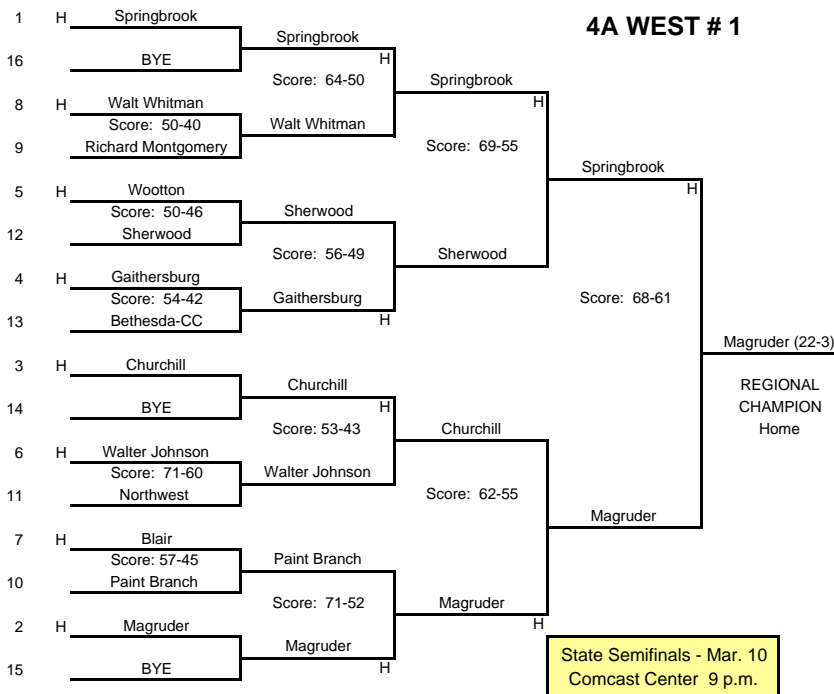 4A WEST # 1
1 H Springbrook
16 BYE
8 H Walt Whitman
Score: 50-40
9 Richard Montgomery
5 H Wootton
Score: 50-46
12 Sherwood
4 H Gaithersburg
Score: 54-42
13 Bethesda-CC
3 H Churchill
14 BYE
6 H Walter Johnson
Score: 71-60
11 Northwest
7 H Blair
Score: 57-45
10 Paint Branch
2 H Magruder
15 BYE
Springbrook
H
Score: 64-50
Walt Whitman
Sherwood
Score: 56-49
Gaithersburg
H
Churchill
H
Score: 53-43
Walter Johnson
Paint Branch
Score: 71-52
Magruder
H
Springbrook
H
Score: 69-55
Sherwood
Churchill
Score: 62-55
Magruder
H
Springbrook
H
Score: 68-61
Magruder
Magruder (22-3)
REGIONAL
CHAMPION
Home
State Semifinals - Mar. 10
Comcast Center 9 p.m.